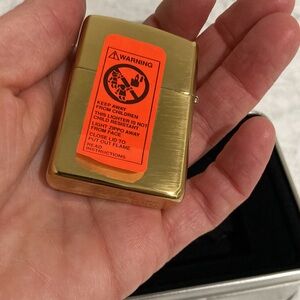 WARNING
KEEP AWAY
FROM CHILDREN
THIS LIGHTER IS NOT
CHILD RESISTANT
LIGHT ZIPPO AWAY
FROM FACE
CLOSE LID TO
PUT OUT FLAME
READ
INSTRUCTIONS